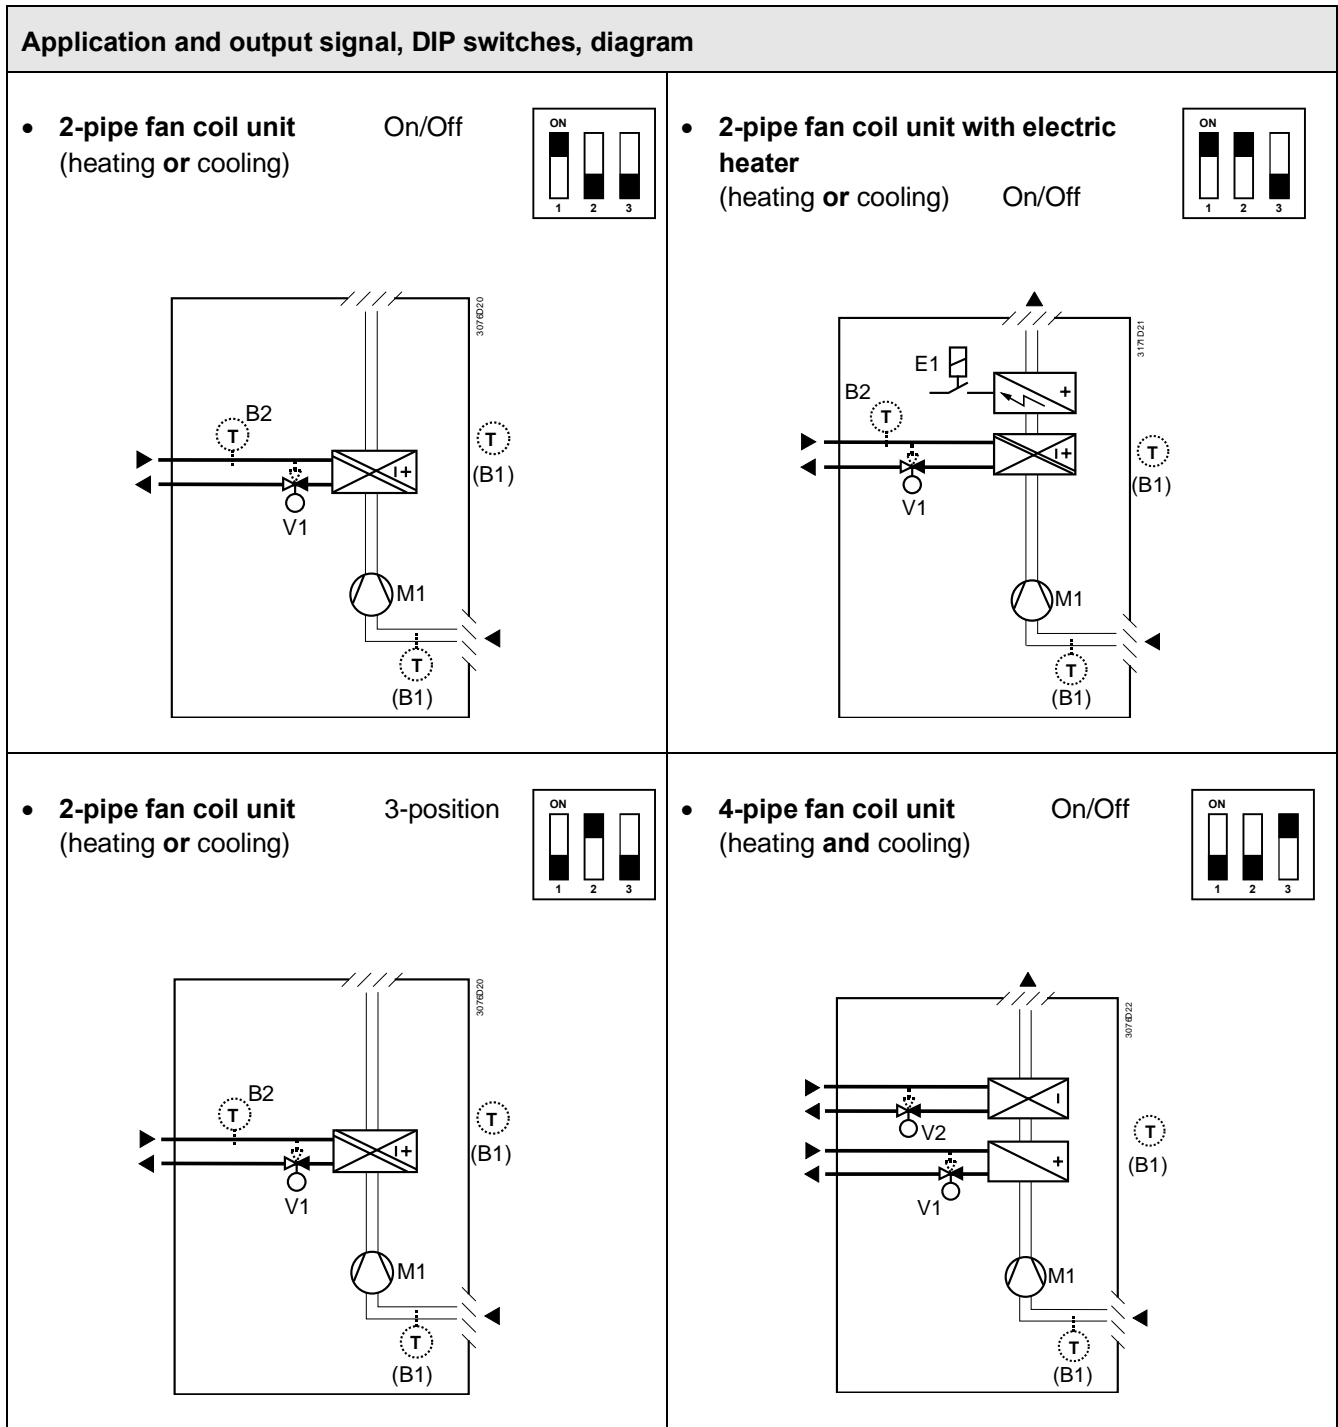 Application and output signal, DIP switches, diagram
• 2-pipe fan coil unit On/Off
(heating or cooling)
ON
1 2 3
3076D20
B2
T
T
(B1)
+
V1
M1
T
(B1)
• 2-pipe fan coil unit with electric
heater
(heating or cooling) On/Off
ON
1 2 3
3171D21
E1
+
B2
T
T
(B1)
+
V1
M1
T
(B1)
• 2-pipe fan coil unit 3-position
(heating or cooling)
ON
1 2 3
3076D20
B2
T
T
(B1)
+
V1
M1
T
(B1)
• 4-pipe fan coil unit On/Off
(heating and cooling)
ON
1 2 3
3076D22
V2
T
(B1)
+
V1
M1
T
(B1)